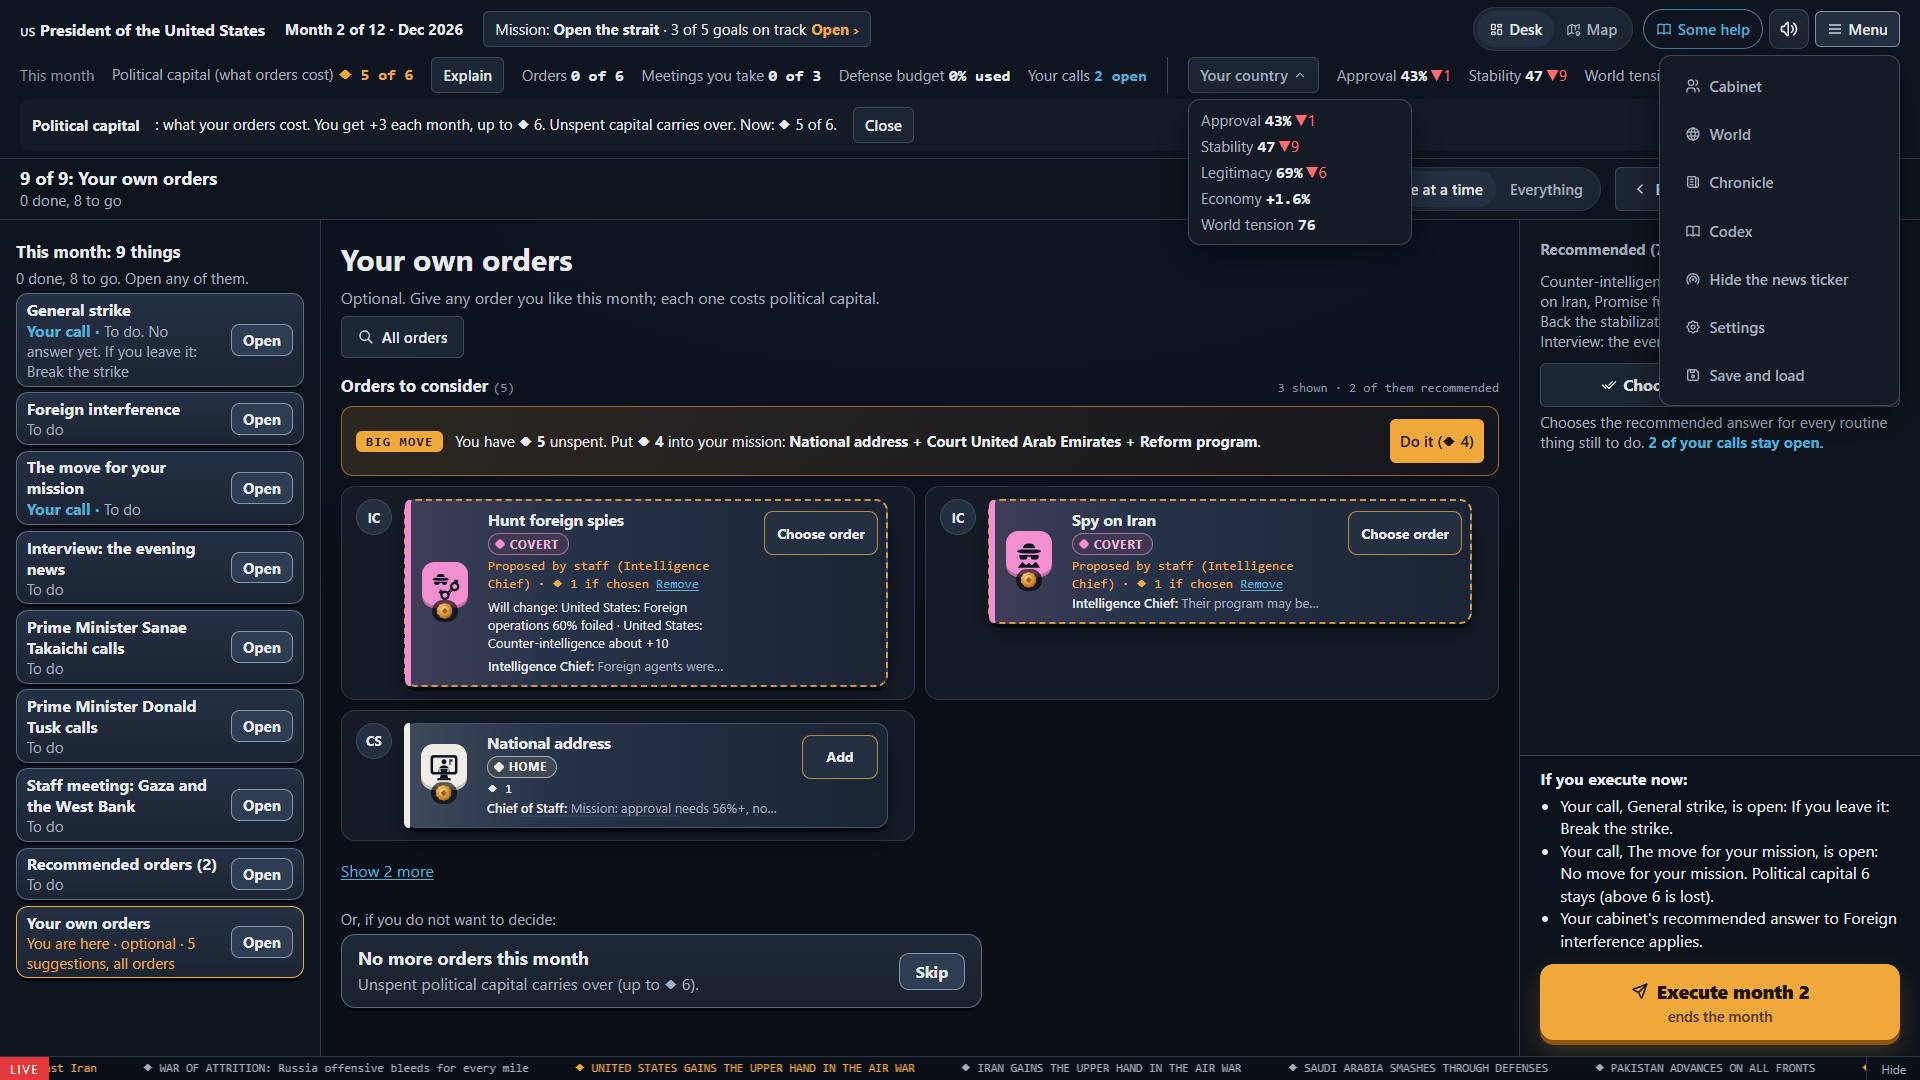 US President of the United States
Month 2 of 12 · Dec 2026
Mission: Open the strait · 3 of 5 goals on track Open ›
Desk
Map
Some help
Menu
This month
Political capital (what orders cost) ◆ 5 of 6
Explain
Orders 0 of 6
Meetings you take 0 of 3
Defense budget 0% used
Your calls 2 open
Your country
Approval 43% ▼1
Stability 47 ▼9
World tensi
Political capital : what your orders cost. You get +3 each month, up to ◆ 6. Unspent capital carries over. Now: ◆ 5 of 6.
Close
Approval 43% ▼1
Stability 47 ▼9
Legitimacy 69% ▼6
Economy +1.6%
World tension 76
Cabinet
World
Chronicle
Codex
Hide the news ticker
Settings
Save and load
9 of 9: Your own orders
0 done, 8 to go
e at a time
Everything
This month: 9 things
0 done, 8 to go. Open any of them.
General strike
Your call · To do. No
answer yet. If you leave it:
Break the strike
Open
Foreign interference
To do
Open
The move for your
mission
Your call · To do
Open
Interview: the evening
news
To do
Open
Prime Minister Sanae
Takaichi calls
To do
Open
Prime Minister Donald
Tusk calls
To do
Open
Staff meeting: Gaza and
the West Bank
To do
Open
Recommended orders (2)
To do
Open
Your own orders
You are here · optional · 5
suggestions, all orders
Open
Your own orders
Optional. Give any order you like this month; each one costs political capital.
All orders
Orders to consider (5)
3 shown · 2 of them recommended
BIG MOVE
You have ◆ 5 unspent. Put ◆ 4 into your mission: National address + Court United Arab Emirates + Reform program.
Do it (◆ 4)
IC
Hunt foreign spies
◆ COVERT
Proposed by staff (Intelligence
Chief) · ◆ 1 if chosen Remove
Will change: United States: Foreign
operations 60% foiled · United States:
Counter-intelligence about +10
Intelligence Chief: Foreign agents were...
Choose order
IC
Spy on Iran
◆ COVERT
Proposed by staff (Intelligence
Chief) · ◆ 1 if chosen Remove
Intelligence Chief: Their program may be...
Choose order
CS
National address
◆ HOME
◆ 1
Chief of Staff: Mission: approval needs 56%+, no...
Add
Show 2 more
Or, if you do not want to decide:
No more orders this month
Unspent political capital carries over (up to ◆ 6).
Skip
Recommended (
Counter-intelligen
on Iran, Promise fu
Back the stabilizat
Interview: the eve
Choo
Chooses the recommended answer for every routine
thing still to do. 2 of your calls stay open.
If you execute now:
• Your call, General strike, is open: If you leave it:
Break the strike.
• Your call, The move for your mission, is open:
No move for your mission. Political capital 6
stays (above 6 is lost).
• Your cabinet's recommended answer to Foreign
interference applies.
Execute month 2
ends the month
LIVE
st Iran ◆ WAR OF ATTRITION: Russia offensive bleeds for every mile ◆ UNITED STATES GAINS THE UPPER HAND IN THE AIR WAR ◆ IRAN GAINS THE UPPER HAND IN THE AIR WAR ◆ SAUDI ARABIA SMASHES THROUGH DEFENSES ◆ PAKISTAN ADVANCES ON ALL FRONTS
Hide